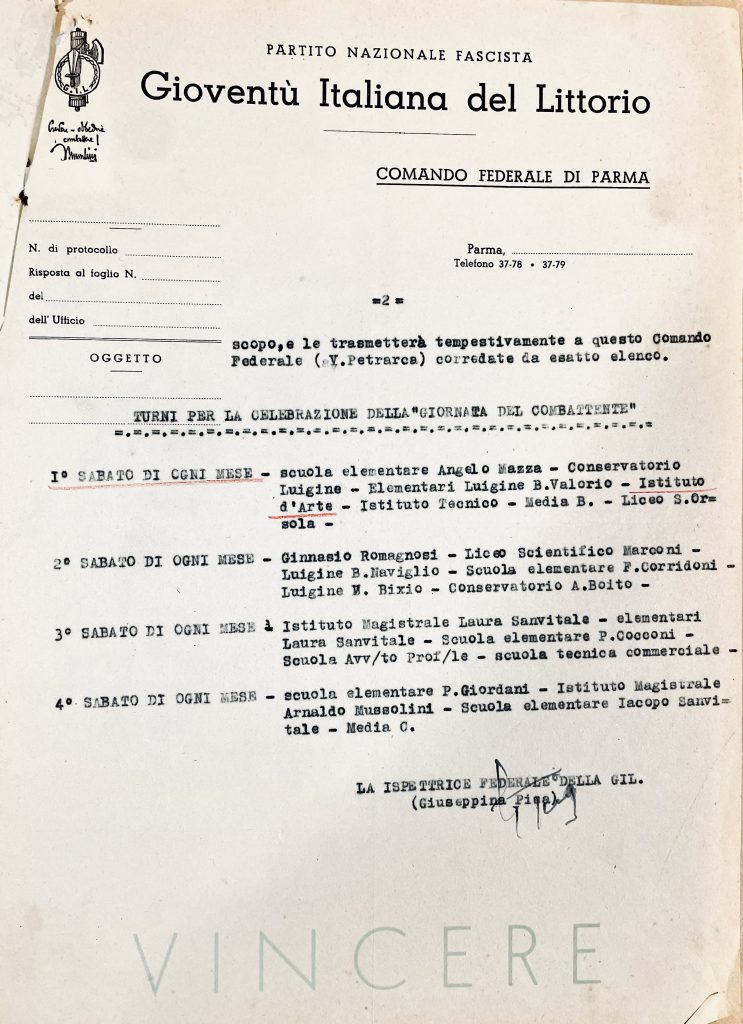 PARTITO NAZIONALE FASCISTA
Gioventù Italiana del Littorio
G.I.L.
Credere - obbedire
combattere!
Mussolini
COMANDO FEDERALE DI PARMA
N. di protocollo
Risposta al foglio N.
del
dell'Ufficio
OGGETTO
Parma,
Telefono 37-78 • 37-79
=2 =
scopo,e le trasmetterà tempestivamente a questo Comando
Federale ( V.Petrarca) corredate da esatto elenco.
TURNI PER LA CELEBRAZIONE DELLA"GIORNATA DEL COMBATTENTE"
=.=.=.=.=.=.=.=.=.=.=.=.=.=.=.=.=.=.=.=.=.=.=.=.=.=.=.=.=
I° SABATO DI OGNI MESE - scuola elementare Angelo Mazza - Conservatorio
Luigine - Elementari Luigine B.Valorio - Istituto
d'Arte - Istituto Tecnico - Media B. - Liceo S.Or=
sola -
2° SABATO DI OGNI MESE - Ginnasio Romagnosi - Liceo Scientifico Marconi -
Luigine B.Naviglio - Scuola elementare F.Corridoni -
Luigine N. Bixio - Conservatorio A.Boito -
3° SABATO DI OGNI MESE - Istituto Magistrale Laura Sanvitale - elementari
Laura Sanvitale - Scuola elementare P.Cocconi -
Scuola Avv/to Prof/le - scuola tecnica commerciale -
4° SABATO DI OGNI MESE - scuola elementare P.Giordani - Istituto Magistrale
Arnaldo Mussolini - Scuola elementare Iacopo Sanvi=
tale - Media C.
LA ISPETTRICE FEDERALE DELLA GIL.
(Giuseppina Piga)
VINCERE